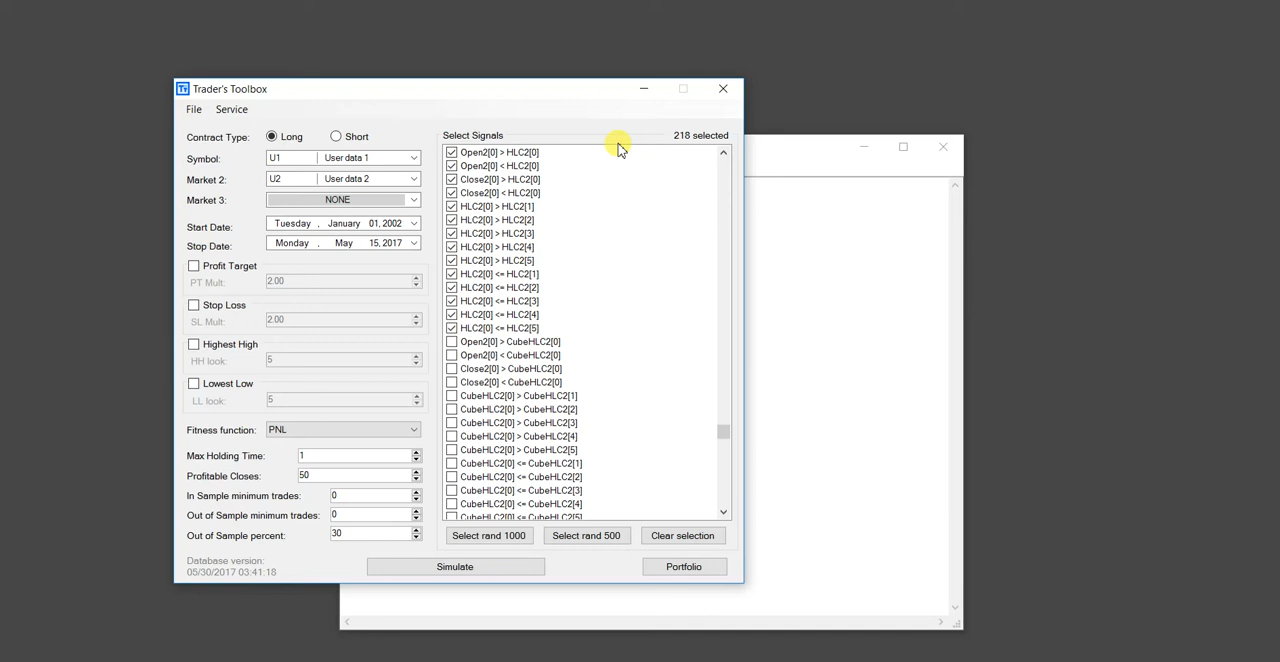 Trader's Toolbox
File Service
Contract Type: Long Short
Symbol: U1 User data 1
Market 2: U2 User data 2
Market 3: NONE
Start Date: Tuesday , January 01, 2002
Stop Date: Monday , May 15, 2017
Profit Target
PT Mult: 2.00
Stop Loss
SL Mult: 2.00
Highest High
HH look: 5
Lowest Low
LL look: 5
Fitness function: PNL
Max Holding Time: 1
Profitable Closes: 50
In Sample minimum trades: 0
Out of Sample minimum trades: 0
Out of Sample percent: 30
Database version:
05/30/2017 03:41:18
Select Signals 218 selected
Open2[0] > HLC2[0]
Open2[0] < HLC2[0]
Close2[0] > HLC2[0]
Close2[0] < HLC2[0]
HLC2[0] > HLC2[1]
HLC2[0] > HLC2[2]
HLC2[0] > HLC2[3]
HLC2[0] > HLC2[4]
HLC2[0] > HLC2[5]
HLC2[0] <= HLC2[1]
HLC2[0] <= HLC2[2]
HLC2[0] <= HLC2[3]
HLC2[0] <= HLC2[4]
HLC2[0] <= HLC2[5]
Open2[0] > CubeHLC2[0]
Open2[0] < CubeHLC2[0]
Close2[0] > CubeHLC2[0]
Close2[0] < CubeHLC2[0]
CubeHLC2[0] > CubeHLC2[1]
CubeHLC2[0] > CubeHLC2[2]
CubeHLC2[0] > CubeHLC2[3]
CubeHLC2[0] > CubeHLC2[4]
CubeHLC2[0] > CubeHLC2[5]
CubeHLC2[0] <= CubeHLC2[1]
CubeHLC2[0] <= CubeHLC2[2]
CubeHLC2[0] <= CubeHLC2[3]
CubeHLC2[0] <= CubeHLC2[4]
CubeHLC2[0] <= CubeHLC2[5]
Select rand 1000 Select rand 500 Clear selection
Simulate Portfolio